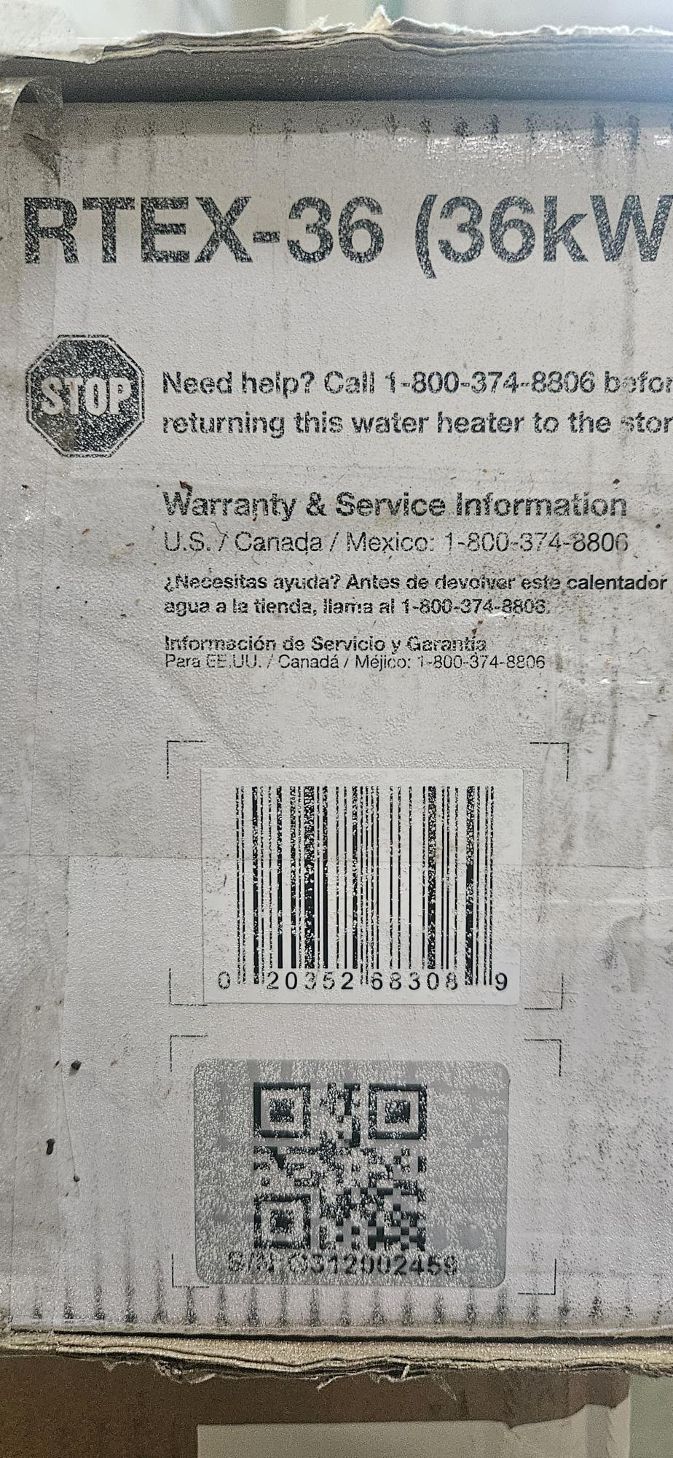 RTEX-36 (36kW
STOP
Need help? Call 1-800-374-8806 befor
returning this water heater to the stor
Warranty & Service Information
U.S. / Canada / Mexico: 1-800-374-8806
¿Necesitas ayuda? Antes de devolver este calentador
agua a la tienda, llama al 1-800-374-8806.
Información de Servicio y Garantía
Para EE.UU. / Canadá / Méjico: 1-800-374-8806
0 20352 68308 9
S/N: G312002459